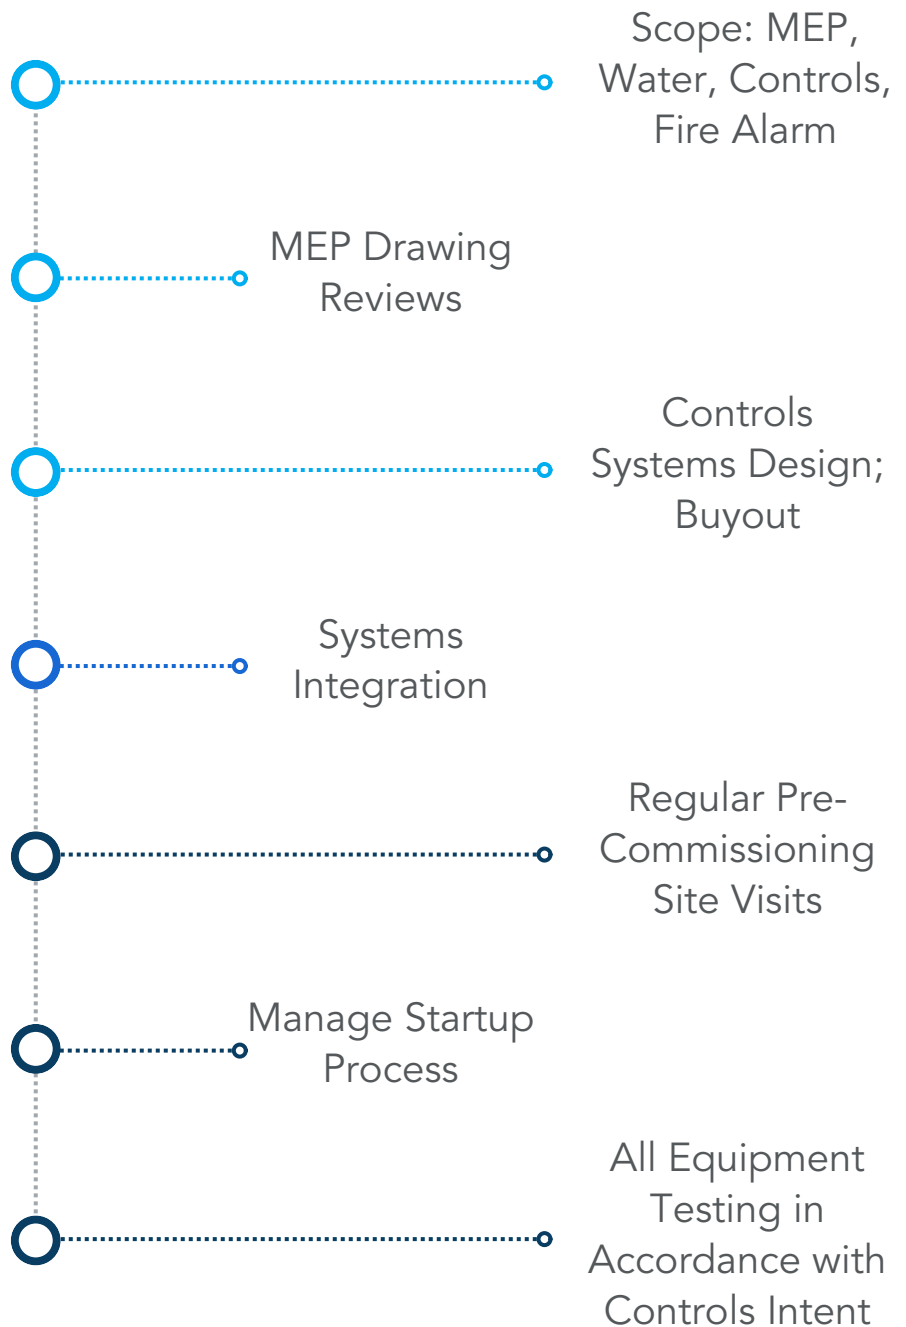 Scope: MEP,
Water, Controls,
Fire Alarm
MEP Drawing
Reviews
Controls
Systems Design;
Buyout
Systems
Integration
Regular Pre-
Commissioning
Site Visits
Manage Startup
Process
All Equipment
Testing in
Accordance with
Controls Intent